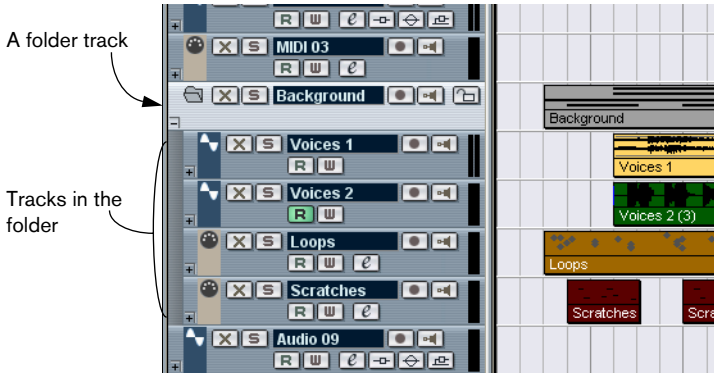 R W e
X S MIDI 03
R W e
A folder track
X S Background
Background
X S Voices 1
R W
Voices 1
Tracks in the
folder
X S Voices 2
R W
Voices 2 (3)
X S Loops
R W e
Loops
X S Scratches
R W e
Scratches
Scra
X S Audio 09
R W e